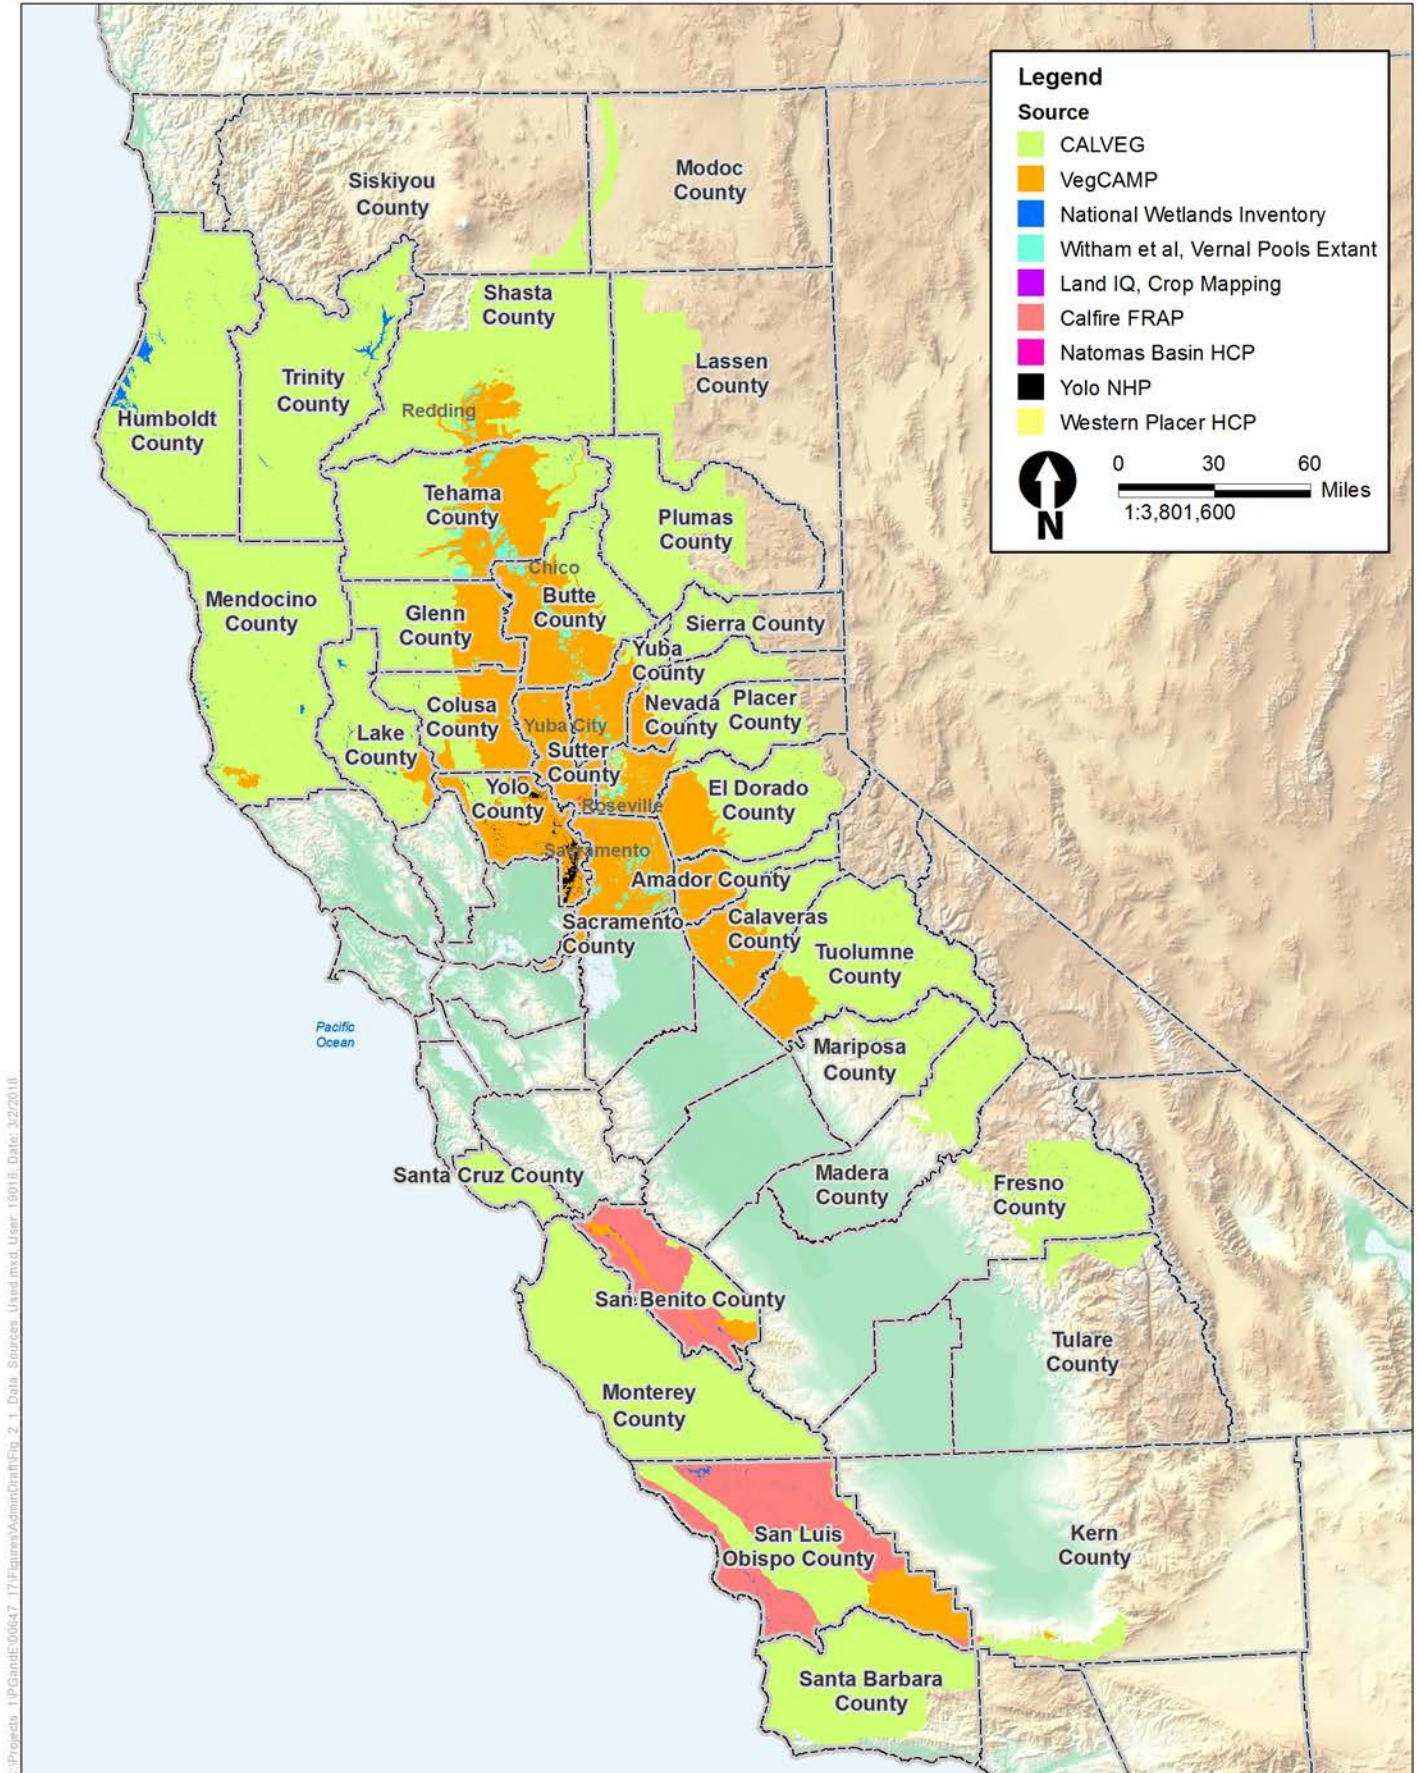 Legend
Source
CALVEG
VegCAMP
National Wetlands Inventory
Witham et al, Vernal Pools Extant
Land IQ, Crop Mapping
Calfire FRAP
Natomas Basin HCP
Yolo NHP
Western Placer HCP
0 30 60
Miles
1:3,801,600
N
Siskiyou
County
Modoc
County
Shasta
County
Lassen
County
Trinity
County
Humboldt
County
Redding
Tehama
County
Plumas
County
Chico
Butte
County
Mendocino
County
Glenn
County
Sierra County
Yuba
County
Colusa
County
Nevada
County
Placer
County
Lake
County
Yuba City
Sutter
County
Yolo
County
El Dorado
County
Roseville
Sacramento
Amador County
Sacramento
County
Calaveras
County
Tuolumne
County
Pacific
Ocean
Mariposa
County
Santa Cruz County
Madera
County
Fresno
County
San Benito County
Tulare
County
Monterey
County
San Luis
Obispo County
Kern
County
Santa Barbara
County